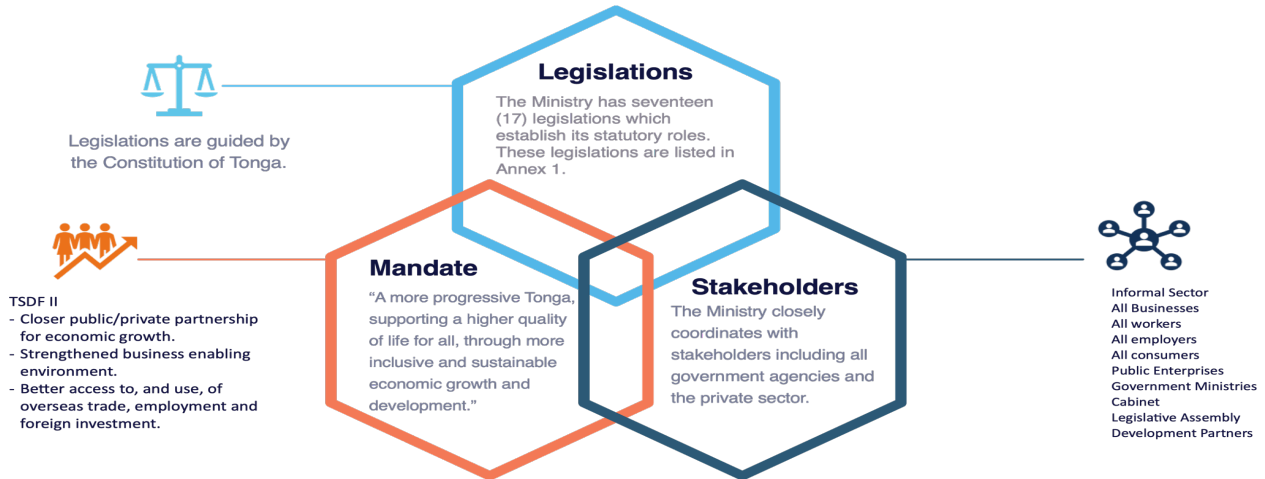 Legislations
The Ministry has seventeen
(17) legislations which
establish its statutory roles.
These legislations are listed in
Annex 1.
Legislations are guided by
the Constitution of Tonga.
TSDF II
- Closer public/private partnership
for economic growth.
- Strengthened business enabling
environment.
- Better access to, and use, of
overseas trade, employment and
foreign investment.
Mandate
“A more progressive Tonga,
supporting a higher quality
of life for all, through more
inclusive and sustainable
economic growth and
development.”
Stakeholders
The Ministry closely
coordinates with
stakeholders including all
government agencies and
the private sector.
Informal Sector
All Businesses
All workers
All employers
All consumers
Public Enterprises
Government Ministries
Cabinet
Legislative Assembly
Development Partners